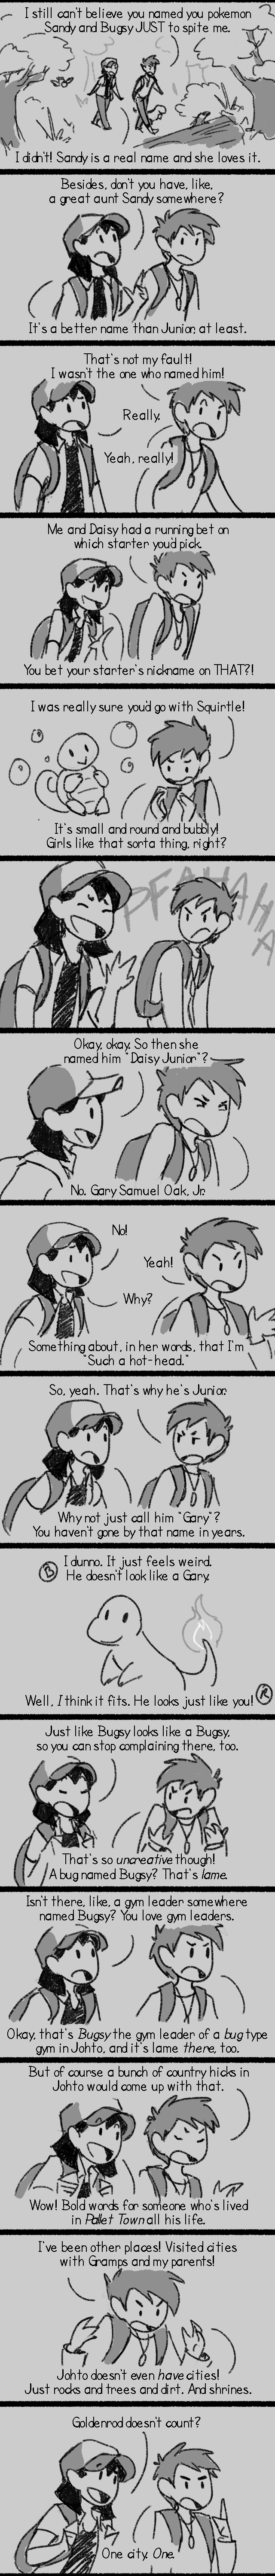 I still can't believe you named you pokemon
Sandy and Bugsy JUST to spite me.
I didn't! Sandy is a real name and she loves it.
Besides, don't you have, like,
a great aunt Sandy somewhere?
It's a better name than Junior, at least.
That's not my fault!
I wasn't the one who named him!
Really.
Yeah, really!
Me and Daisy had a running bet on
which starter you'd pick.
You bet your starter's nickname on THAT?!
I was really sure you'd go with Squirtle!
It's small and round and bubbly!
Girls like that sorta thing, right?
PFAHAHA
Okay, okay. So then she
named him "Daisy Junior"?
No. Gary Samuel Oak, Jr.
No!
Yeah!
Why?
Something about, in her words, that I'm
"Such a hot-head."
So, yeah. That's why he's Junior.
Why not just call him "Gary"?
You haven't gone by that name in years.
B
I dunno. It just feels weird.
He doesn't look like a Gary.
Well, I think it fits. He looks just like you!
R
Just like Bugsy looks like a Bugsy,
so you can stop complaining there, too.
That's so uncreative though!
A bug named Bugsy? That's lame.
Isn't there, like, a gym leader somewhere
named Bugsy? You love gym leaders.
Okay, that's Bugsy the gym leader of a bug type
gym in Johto, and it's lame there, too.
But of course a bunch of country hicks in
Johto would come up with that.
Wow! Bold words for someone who's lived
in Pallet Town all his life.
I've been other places! Visited cities
with Gramps and my parents!
Johto doesn't even have cities!
Just rocks and trees and dirt. And shrines.
Goldenrod doesn't count?
One city. One.